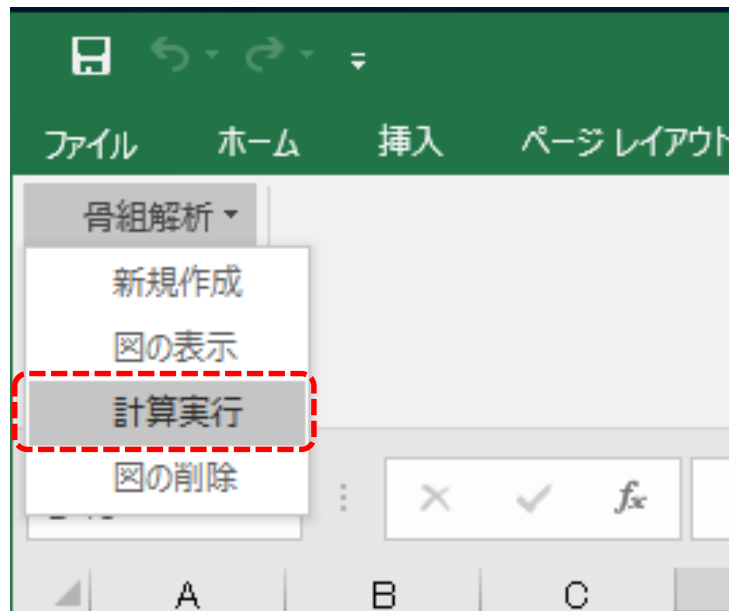 ファイル ホーム 挿入 ページ レイアウト
骨組解析
新規作成
図の表示
計算実行
図の削除
fx
A B C